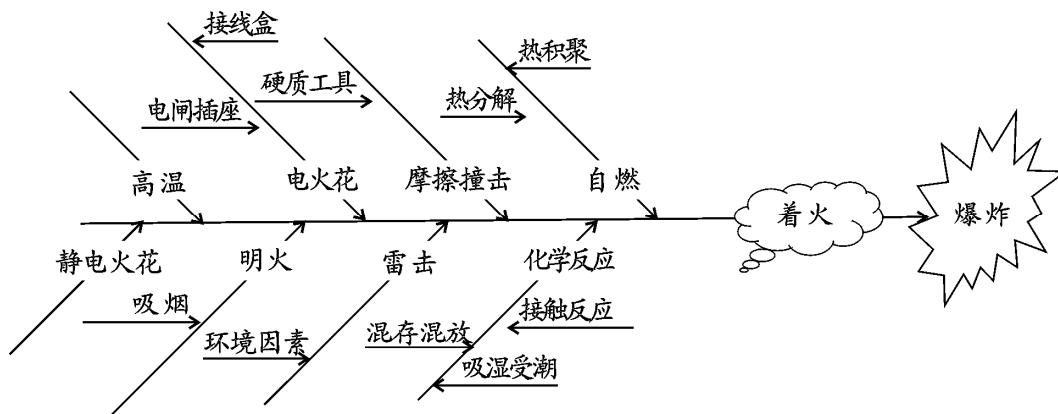 接线盒
热积聚
硬质工具
热分解
电闸插座
高温
电火花
摩擦撞击
自燃
着火
爆炸
静电火花
明火
雷击
化学反应
吸烟
接触反应
环境因素
混存混放
吸湿受潮